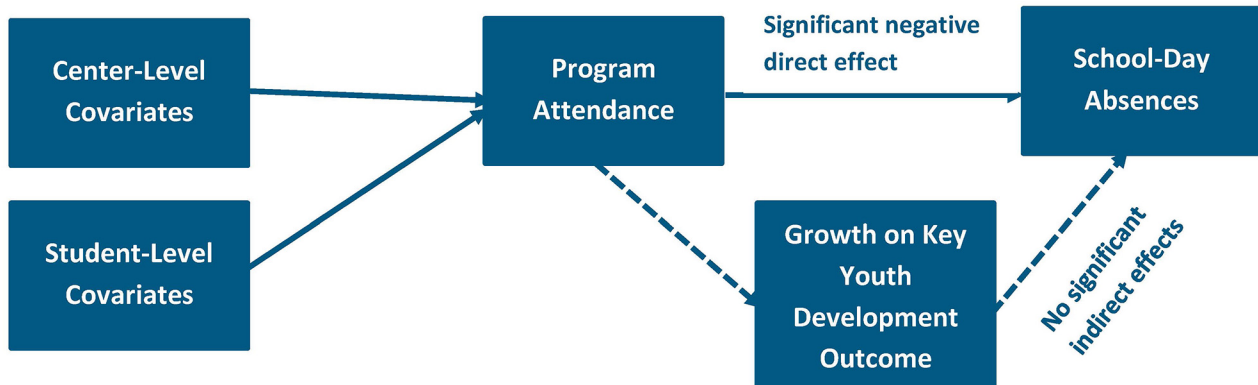 Center-Level
Covariates
Student-Level
Covariates
Program
Attendance
Significant negative
direct effect
School-Day
Absences
Growth on Key
Youth
Development
Outcome
No significant
indirect effects